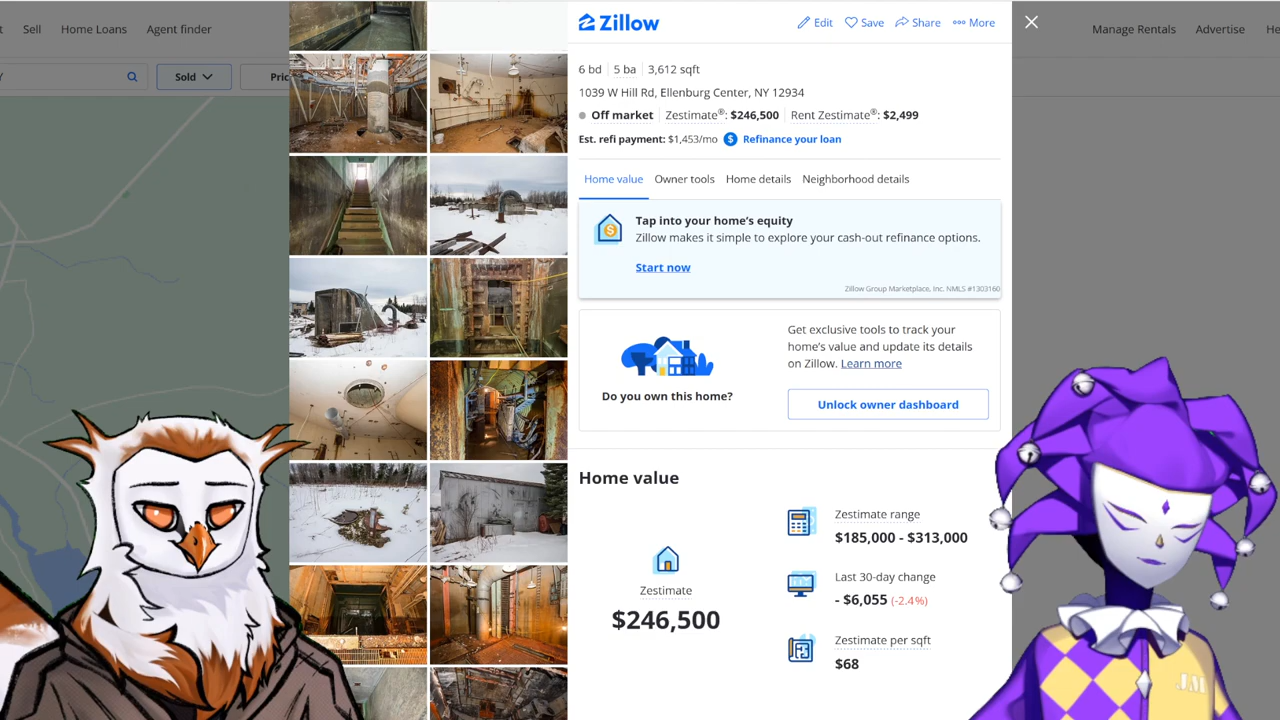 Sell
Home Loans
Agent finder
Manage Rentals
Advertise
Sold
Zillow
Edit
Save
Share
More
6 bd
5 ba
3,612 sqft
1039 W Hill Rd, Ellenburg Center, NY 12934
Off market
Zestimate®: $246,500
Rent Zestimate®: $2,499
Est. refi payment: $1,453/mo
$ Refinance your loan
Home value
Owner tools
Home details
Neighborhood details
Tap into your home's equity
Zillow makes it simple to explore your cash-out refinance options.
Start now
Zillow Group Marketplace, Inc. NMLS #1303160
Do you own this home?
Get exclusive tools to track your
home's value and update its details
on Zillow. Learn more
Unlock owner dashboard
Home value
Zestimate
$246,500
Zestimate range
$185,000 - $313,000
Last 30-day change
- $6,055 (-2.4%)
Zestimate per sqft
$68
JM